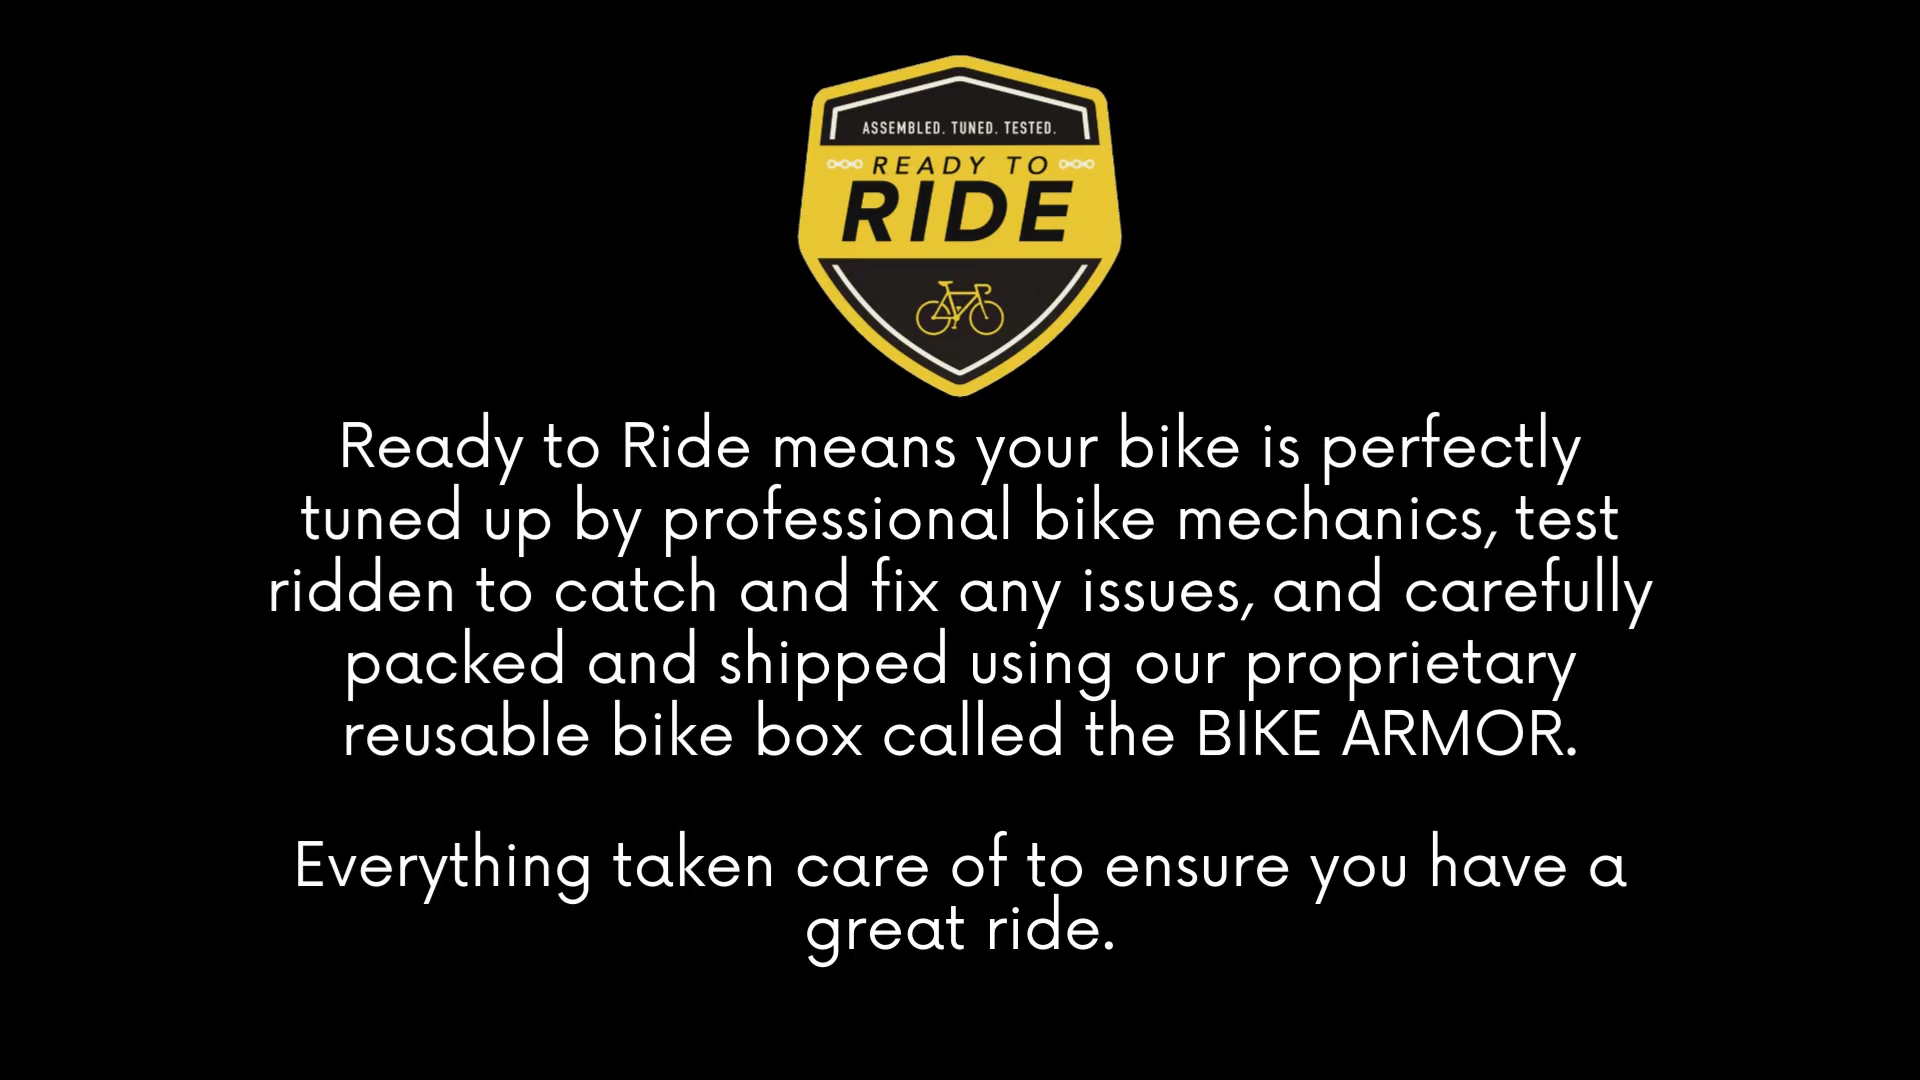 ASSEMBLED. TUNED. TESTED.
READY TO
RIDE
Ready to Ride means your bike is perfectly
tuned up by professional bike mechanics, test
ridden to catch and fix any issues, and carefully
packed and shipped using our proprietary
reusable bike box called the BIKE ARMOR.
Everything taken care of to ensure you have a
great ride.